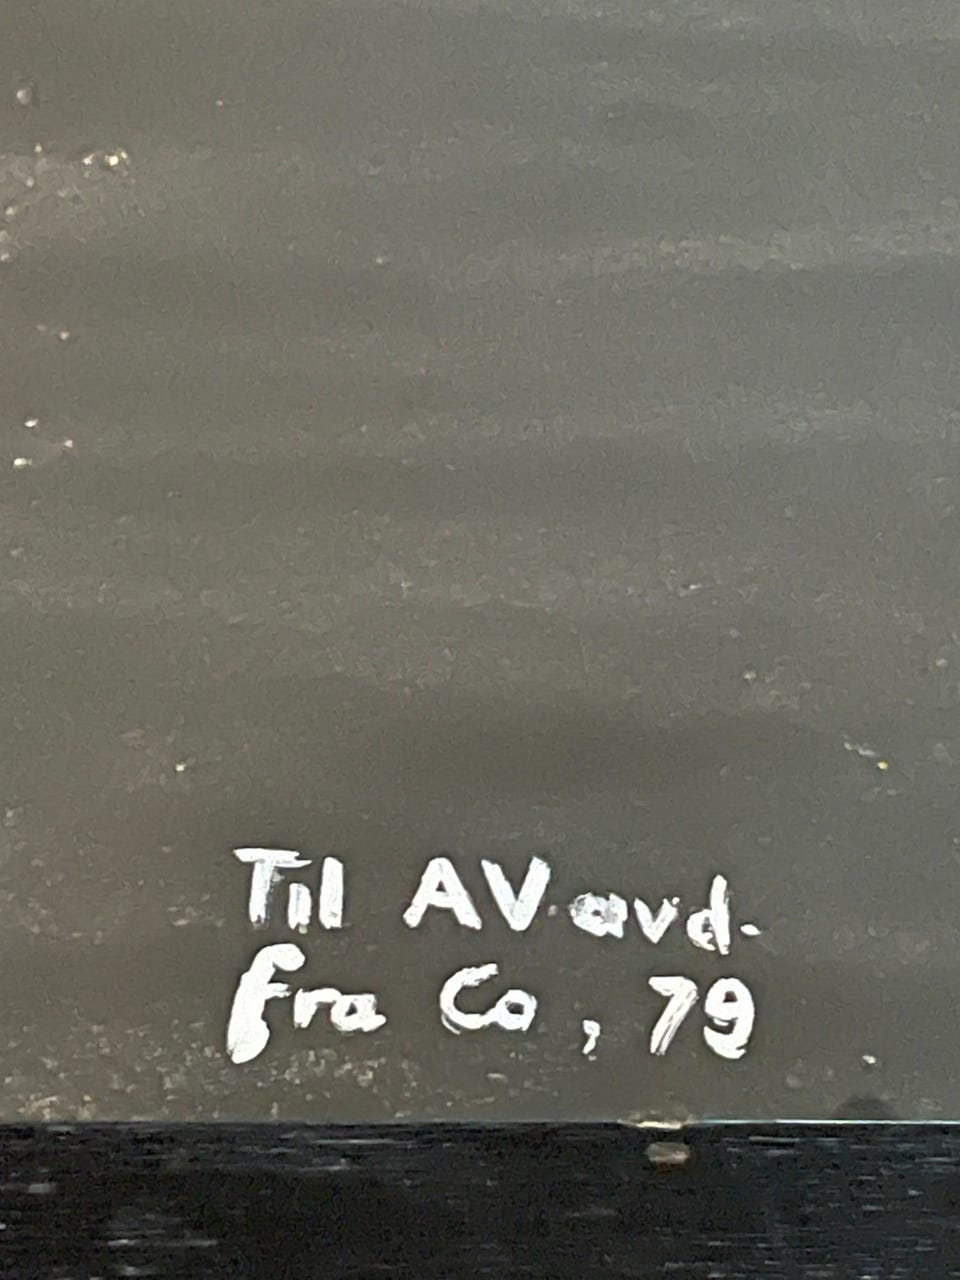 Til AV-avd.
fra Co, 79